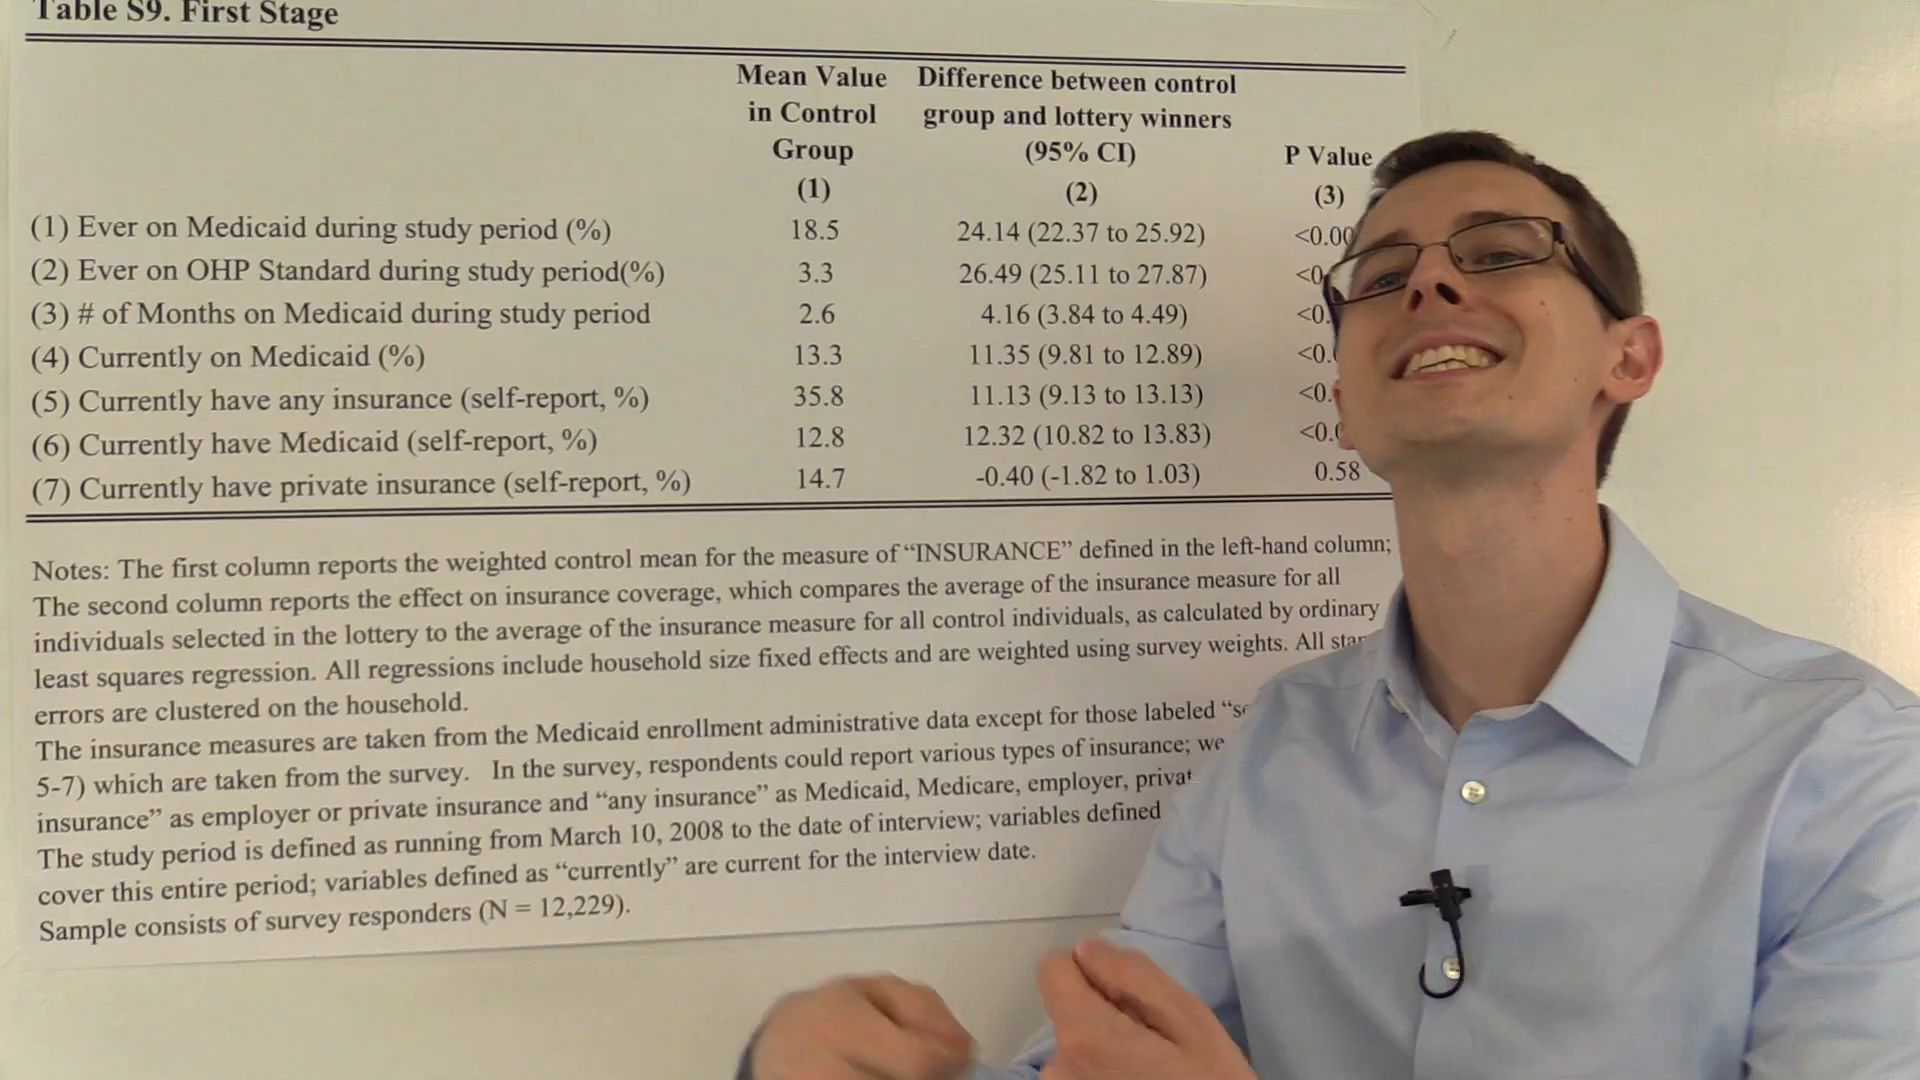 Table S9. First Stage
Mean Value in Control Group (1)
Difference between control group and lottery winners (95% CI) (2)
P Value (3)
(1) Ever on Medicaid during study period (%) 18.5 24.14 (22.37 to 25.92) <0.00
(2) Ever on OHP Standard during study period(%) 3.3 26.49 (25.11 to 27.87) <0
(3) # of Months on Medicaid during study period 2.6 4.16 (3.84 to 4.49) <0.
(4) Currently on Medicaid (%) 13.3 11.35 (9.81 to 12.89) <0.
(5) Currently have any insurance (self-report, %) 35.8 11.13 (9.13 to 13.13) <0.
(6) Currently have Medicaid (self-report, %) 12.8 12.32 (10.82 to 13.83) <0.
(7) Currently have private insurance (self-report, %) 14.7 -0.40 (-1.82 to 1.03) 0.58
Notes: The first column reports the weighted control mean for the measure of “INSURANCE” defined in the left-hand column;
The second column reports the effect on insurance coverage, which compares the average of the insurance measure for all
individuals selected in the lottery to the average of the insurance measure for all control individuals, as calculated by ordinary
least squares regression. All regressions include household size fixed effects and are weighted using survey weights. All
errors are clustered on the household.
The insurance measures are taken from the Medicaid enrollment administrative data except for those labeled
5-7) which are taken from the survey. In the survey, respondents could report various types of insurance; we
insurance” as employer or private insurance and “any insurance” as Medicaid, Medicare, employer,
The study period is defined as running from March 10, 2008 to the date of interview; variables defined
cover this entire period; variables defined as “currently” are current for the interview date.
Sample consists of survey responders (N = 12,229).